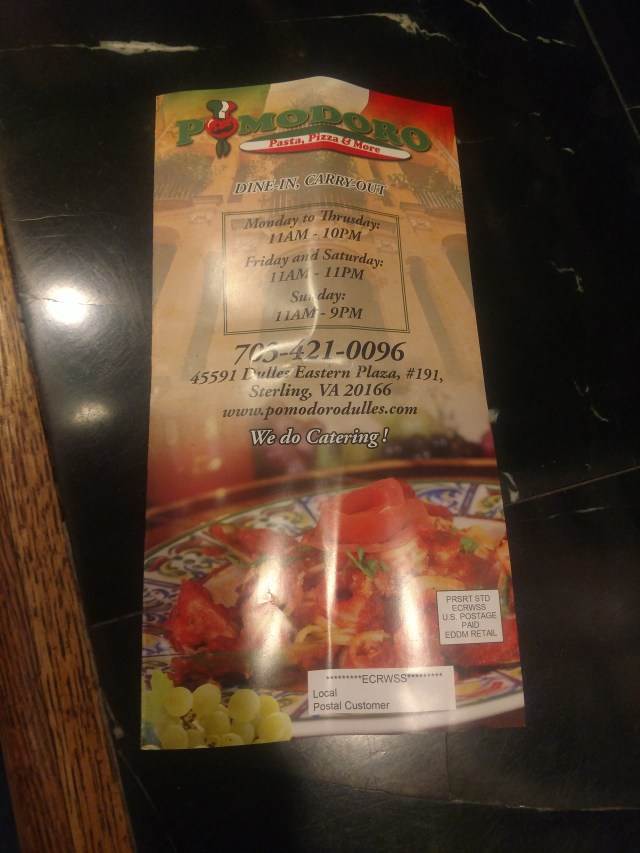 POMODORO
Pasta, Pizza & More
DINE-IN, CARRY-OUT
Monday to Thrusday:
11AM - 10PM
Friday and Saturday:
11AM - 11PM
Sunday:
11AM - 9PM
703-421-0096
45591 Dulles Eastern Plaza, #191,
Sterling, VA 20166
www.pomodorodulles.com
We do Catering!
PRSRT STD
ECRWSS
U.S. POSTAGE
PAID
EDDM RETAIL
*********ECRWSS*********
Local
Postal Customer